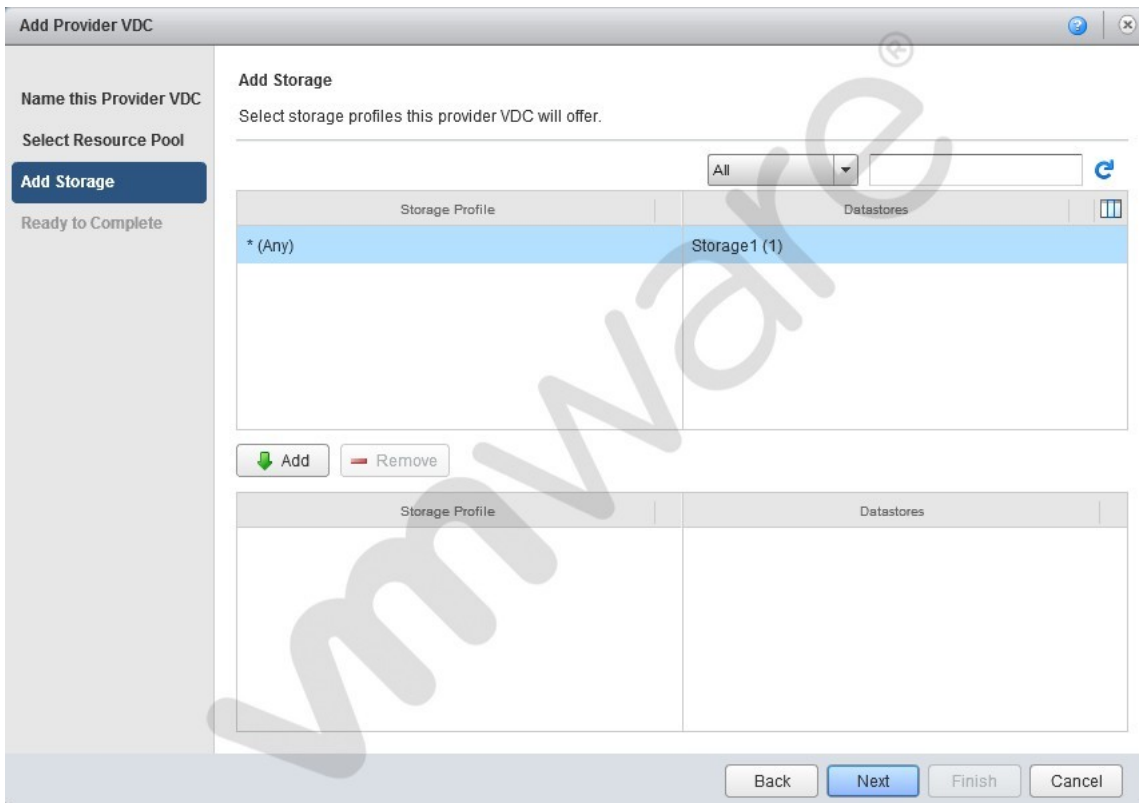 Add Provider VDC
Name this Provider VDC
Select Resource Pool
Add Storage
Ready to Complete
Add Storage
Select storage profiles this provider VDC will offer.
All
Storage Profile Datastores
* (Any) Storage1 (1)
Add Remove
Storage Profile Datastores
Back Next Finish Cancel
vmware®